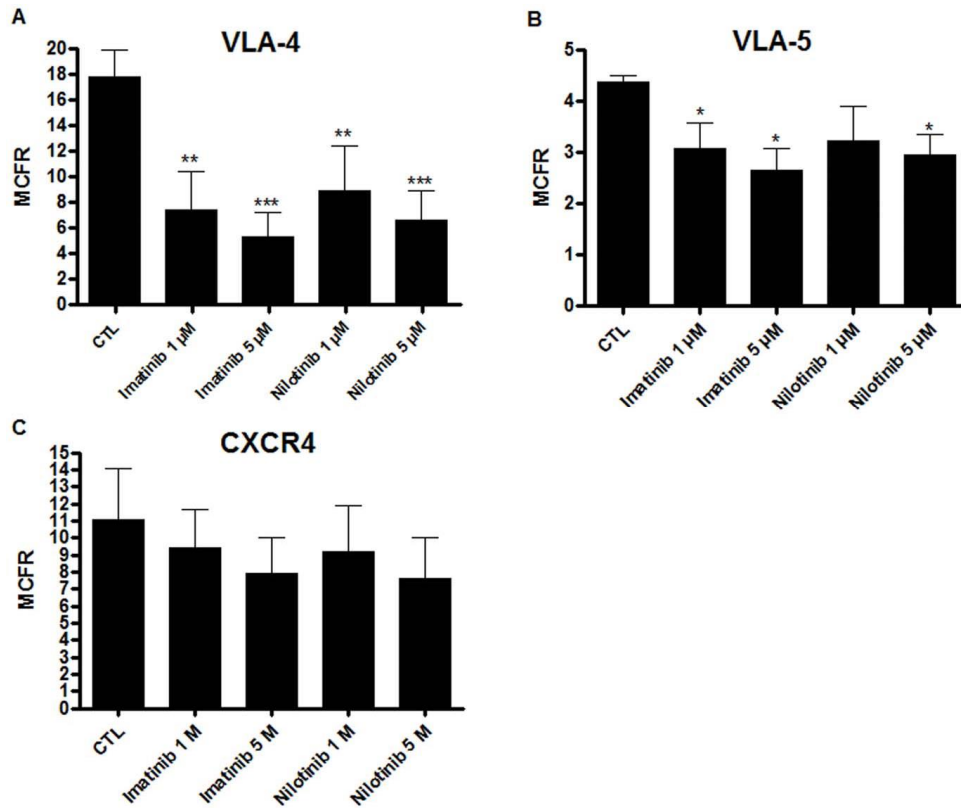 A
VLA-4
MCFR
20
18
16
14
12
10
8
6
4
2
0
**
***
**
***
CTL
Imatinib 1 µM
Imatinib 5 µM
Nilotinib 1 µM
Nilotinib 5 µM
B
VLA-5
MCFR
5
4
3
2
1
0
*
*
*
CTL
Imatinib 1 µM
Imatinib 5 µM
Nilotinib 1 µM
Nilotinib 5 µM
C
CXCR4
MCFR
15
14
13
12
11
10
9
8
7
6
5
4
3
2
1
0
CTL
Imatinib 1 M
Imatinib 5 M
Nilotinib 1 M
Nilotinib 5 M